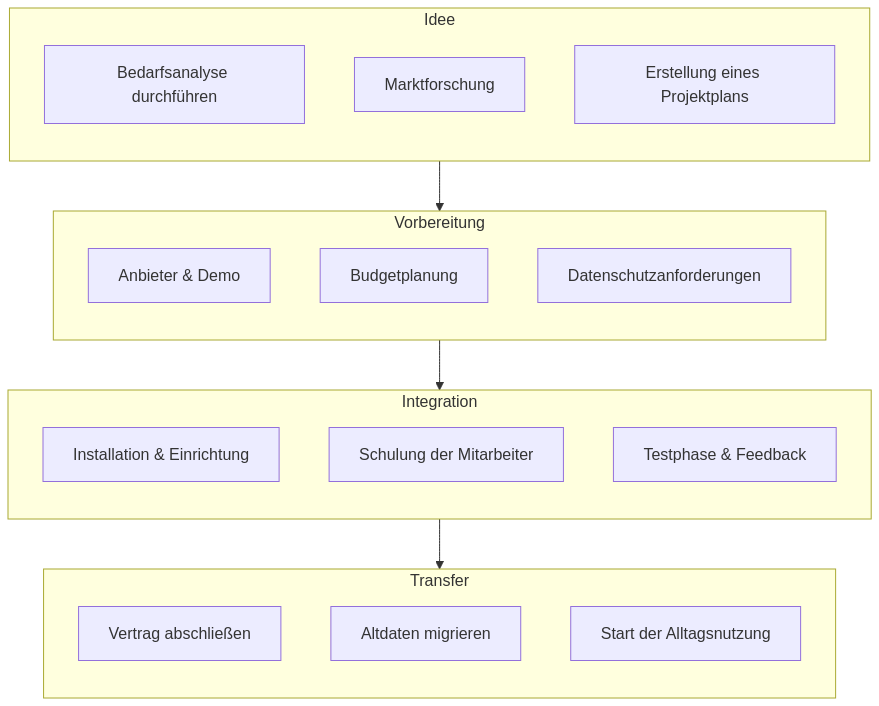 Idee
Bedarfsanalyse
durchführen
Marktforschung
Erstellung eines
Projektplans
Vorbereitung
Anbieter & Demo
Budgetplanung
Datenschutzanforderungen
Integration
Installation & Einrichtung
Schulung der Mitarbeiter
Testphase & Feedback
Transfer
Vertrag abschließen
Altdaten migrieren
Start der Alltagsnutzung